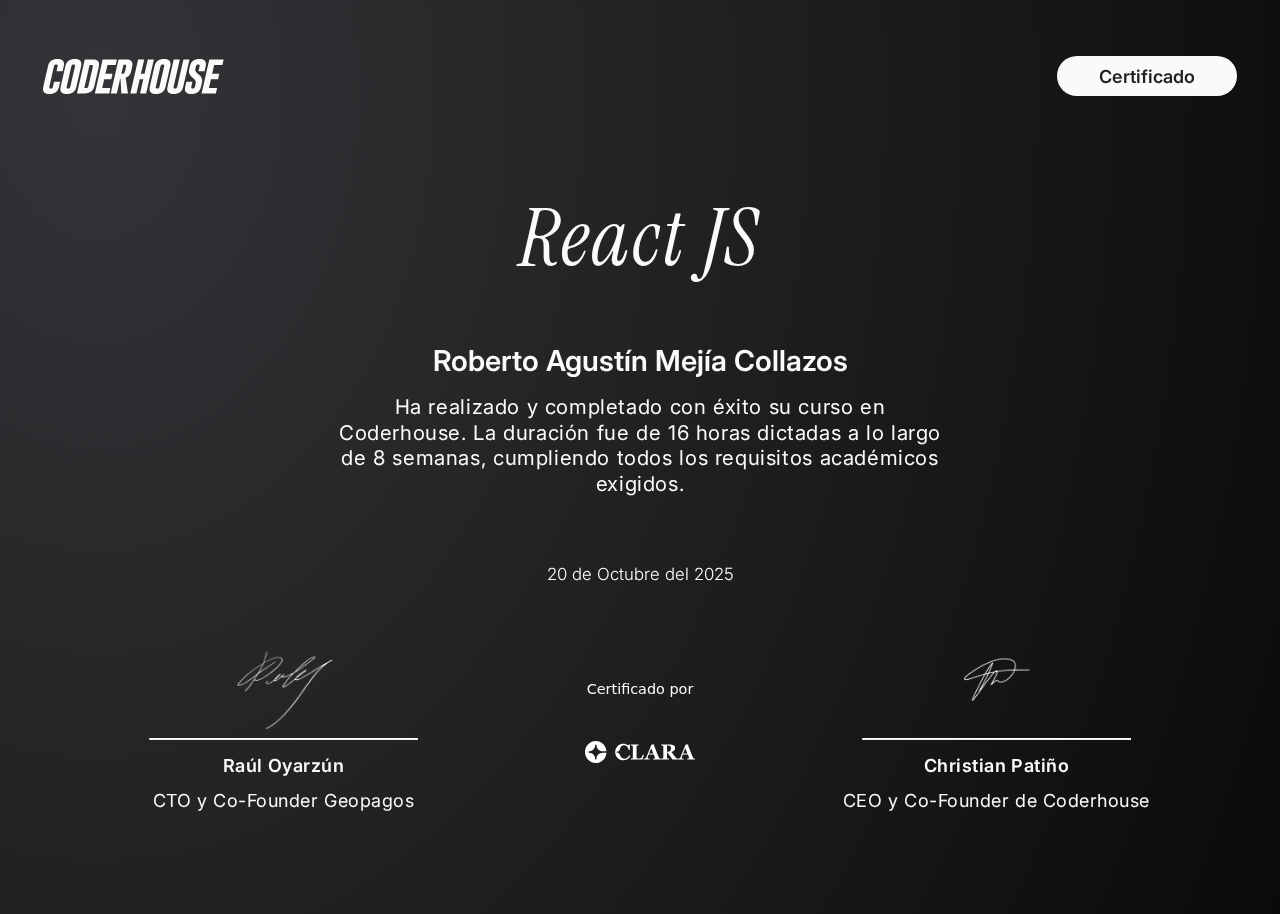 CODERHOUSE
Certificado
React JS
Roberto Agustín Mejía Collazos
Ha realizado y completado con éxito su curso en
Coderhouse. La duración fue de 16 horas dictadas a lo largo
de 8 semanas, cumpliendo todos los requisitos académicos
exigidos.
20 de Octubre del 2025
Certificado por
CLARA
Raúl Oyarzún
CTO y Co-Founder Geopagos
Christian Patiño
CEO y Co-Founder de Coderhouse